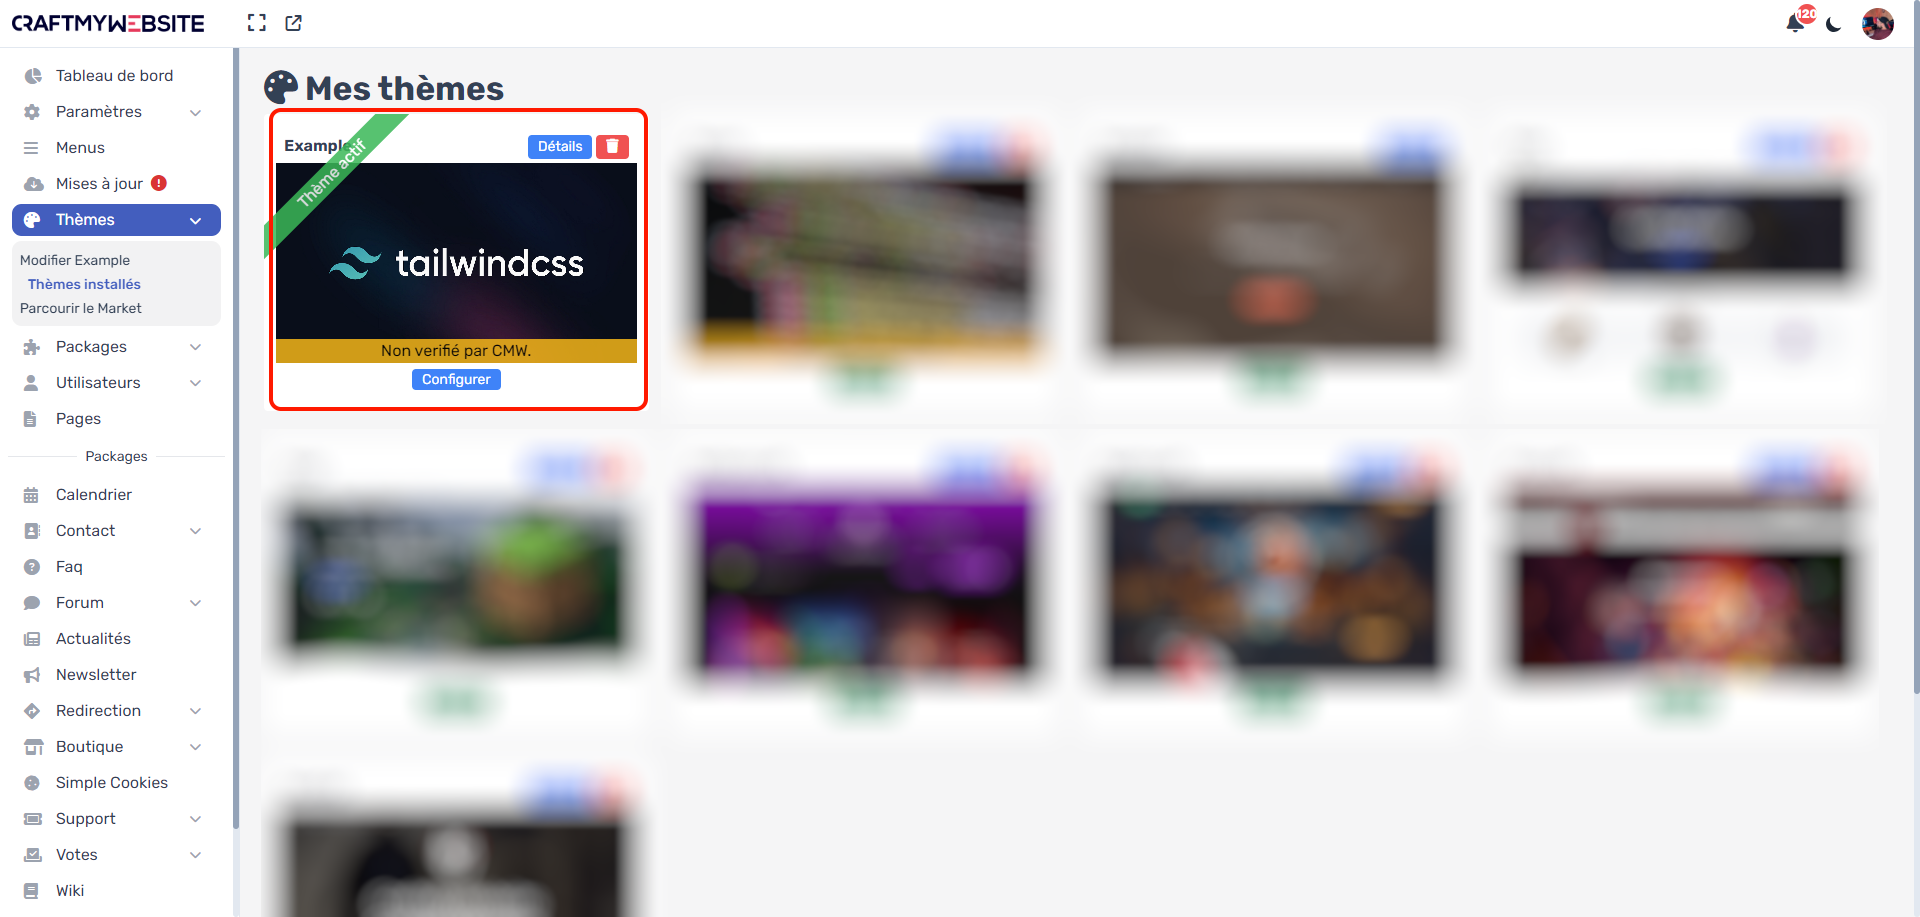 CRAFTMYWEBSITE
120
Tableau de bord
Paramètres
Menus
Mises à jour
Thèmes
Modifier Example
Thèmes installés
Parcourir le Market
Packages
Utilisateurs
Pages
Packages
Calendrier
Contact
Faq
Forum
Actualités
Newsletter
Redirection
Boutique
Simple Cookies
Support
Votes
Wiki
Mes thèmes
Example
Détails
Thème actif
tailwindcss
Non verifié par CMW.
Configurer